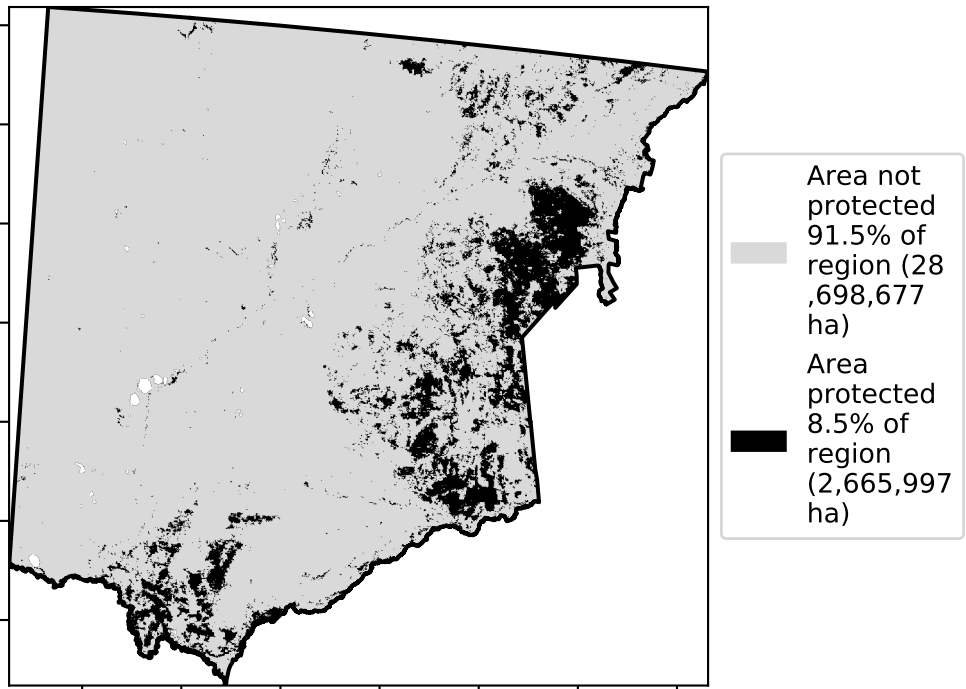 Area not
protected
91.5% of
region (28
,698,677
ha)
Area
protected
8.5% of
region
(2,665,997
ha)